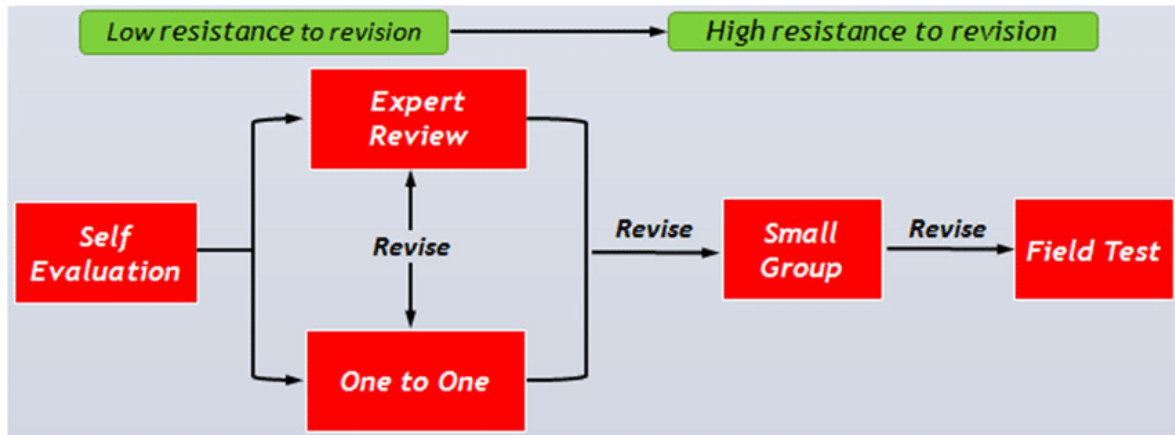 Low resistance to revision
High resistance to revision
Expert
Review
Self
Evaluation
Revise
One to One
Revise
Small
Group
Revise
Field Test